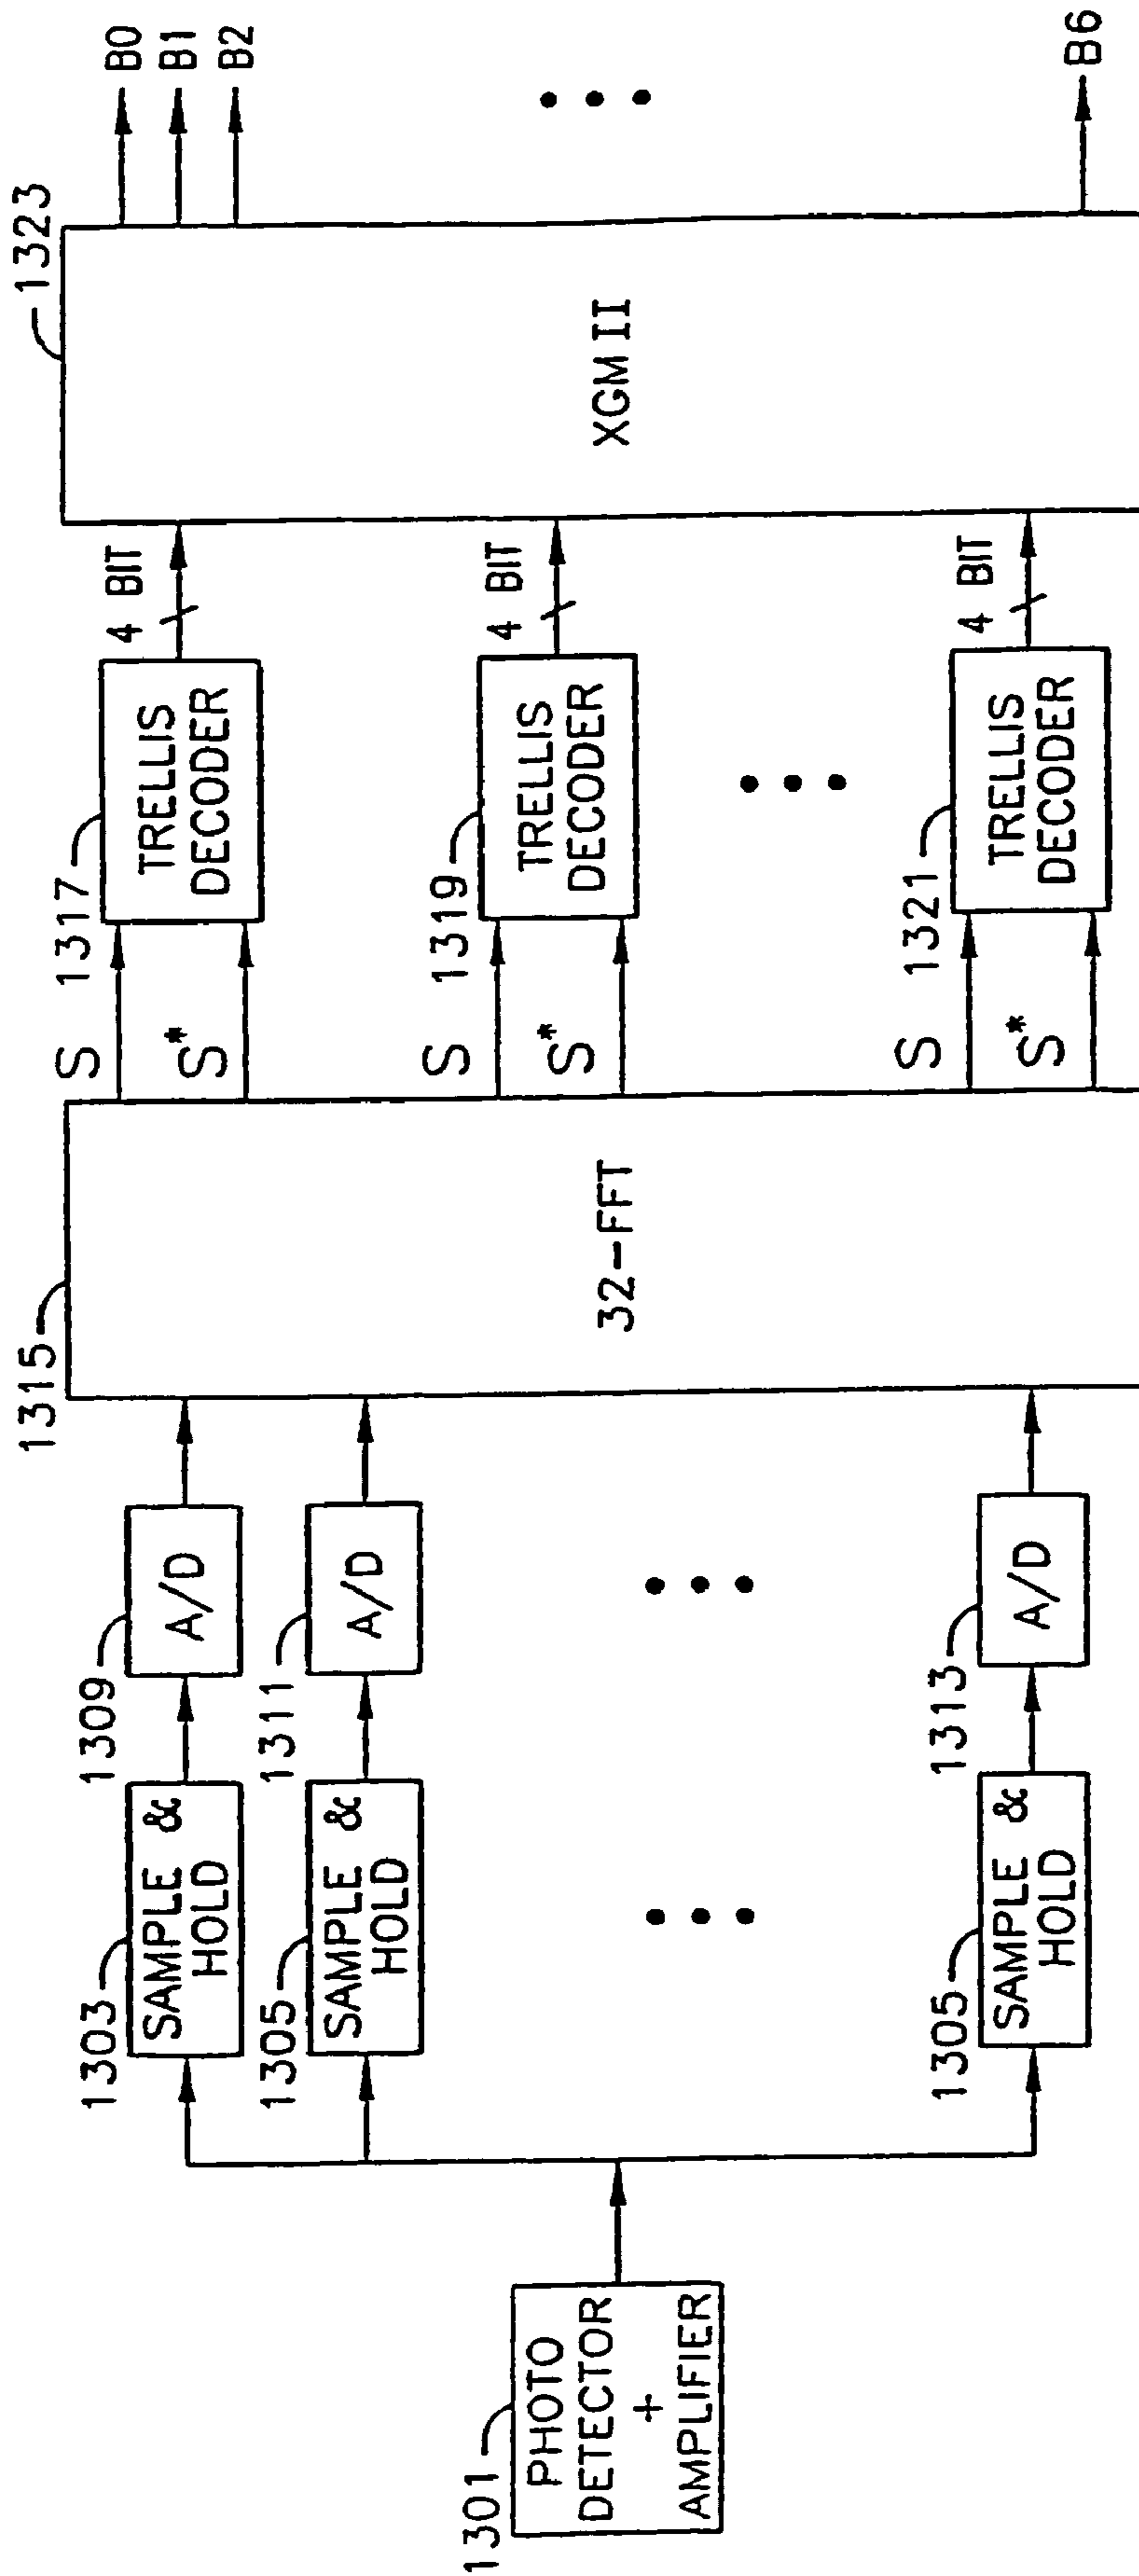 1301
PHOTO
DETECTOR
+
AMPLIFIER
1303
SAMPLE &
HOLD
1305
SAMPLE &
HOLD
1305
SAMPLE &
HOLD
1309
A/D
1311
A/D
1313
A/D
1315
32-FFT
S
S*
S
S*
S
S*
1317
TRELLIS
DECODER
1319
TRELLIS
DECODER
1321
TRELLIS
DECODER
4 BIT
4 BIT
4 BIT
1323
XGM II
B0
B1
B2
B6